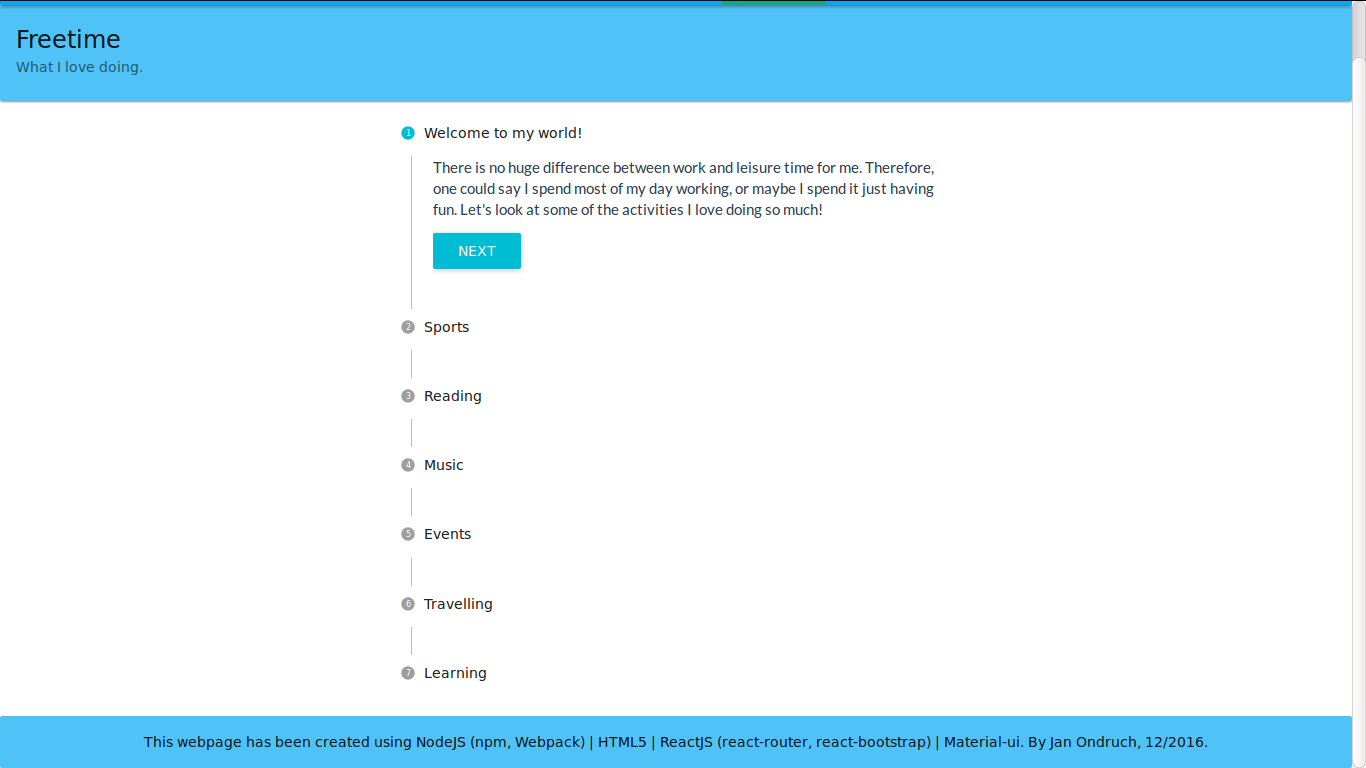 Freetime
What I love doing.
1 Welcome to my world!
There is no huge difference between work and leisure time for me. Therefore,
one could say I spend most of my day working, or maybe I spend it just having
fun. Let's look at some of the activities I love doing so much!
NEXT
2 Sports
3 Reading
4 Music
5 Events
6 Travelling
7 Learning
This webpage has been created using NodeJS (npm, Webpack) | HTML5 | ReactJS (react-router, react-bootstrap) | Material-ui. By Jan Ondruch, 12/2016.